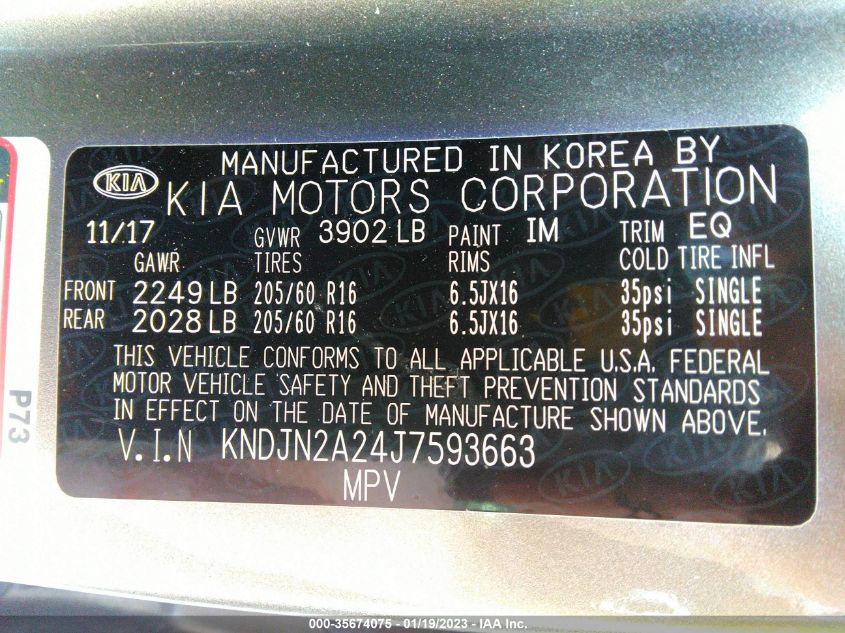 MANUFACTURED IN KOREA BY
KIA KIA MOTORS CORPORATION
11/17 GVWR 3902 LB PAINT IM TRIM EQ
GAWR TIRES RIMS COLD TIRE INFL
FRONT 2249 LB 205/60 R16 6.5JX16 35psi SINGLE
REAR 2028 LB 205/60 R16 6.5JX16 35psi SINGLE
THIS VEHICLE CONFORMS TO ALL APPLICABLE U.S.A. FEDERAL
MOTOR VEHICLE SAFETY AND THEFT PREVENTION STANDARDS
IN EFFECT ON THE DATE OF MANUFACTURE SHOWN ABOVE.
V.I.N KNDJN2A24J7593663
MPV
P73
000-35674075 - 01/19/2023 - IAA Inc.